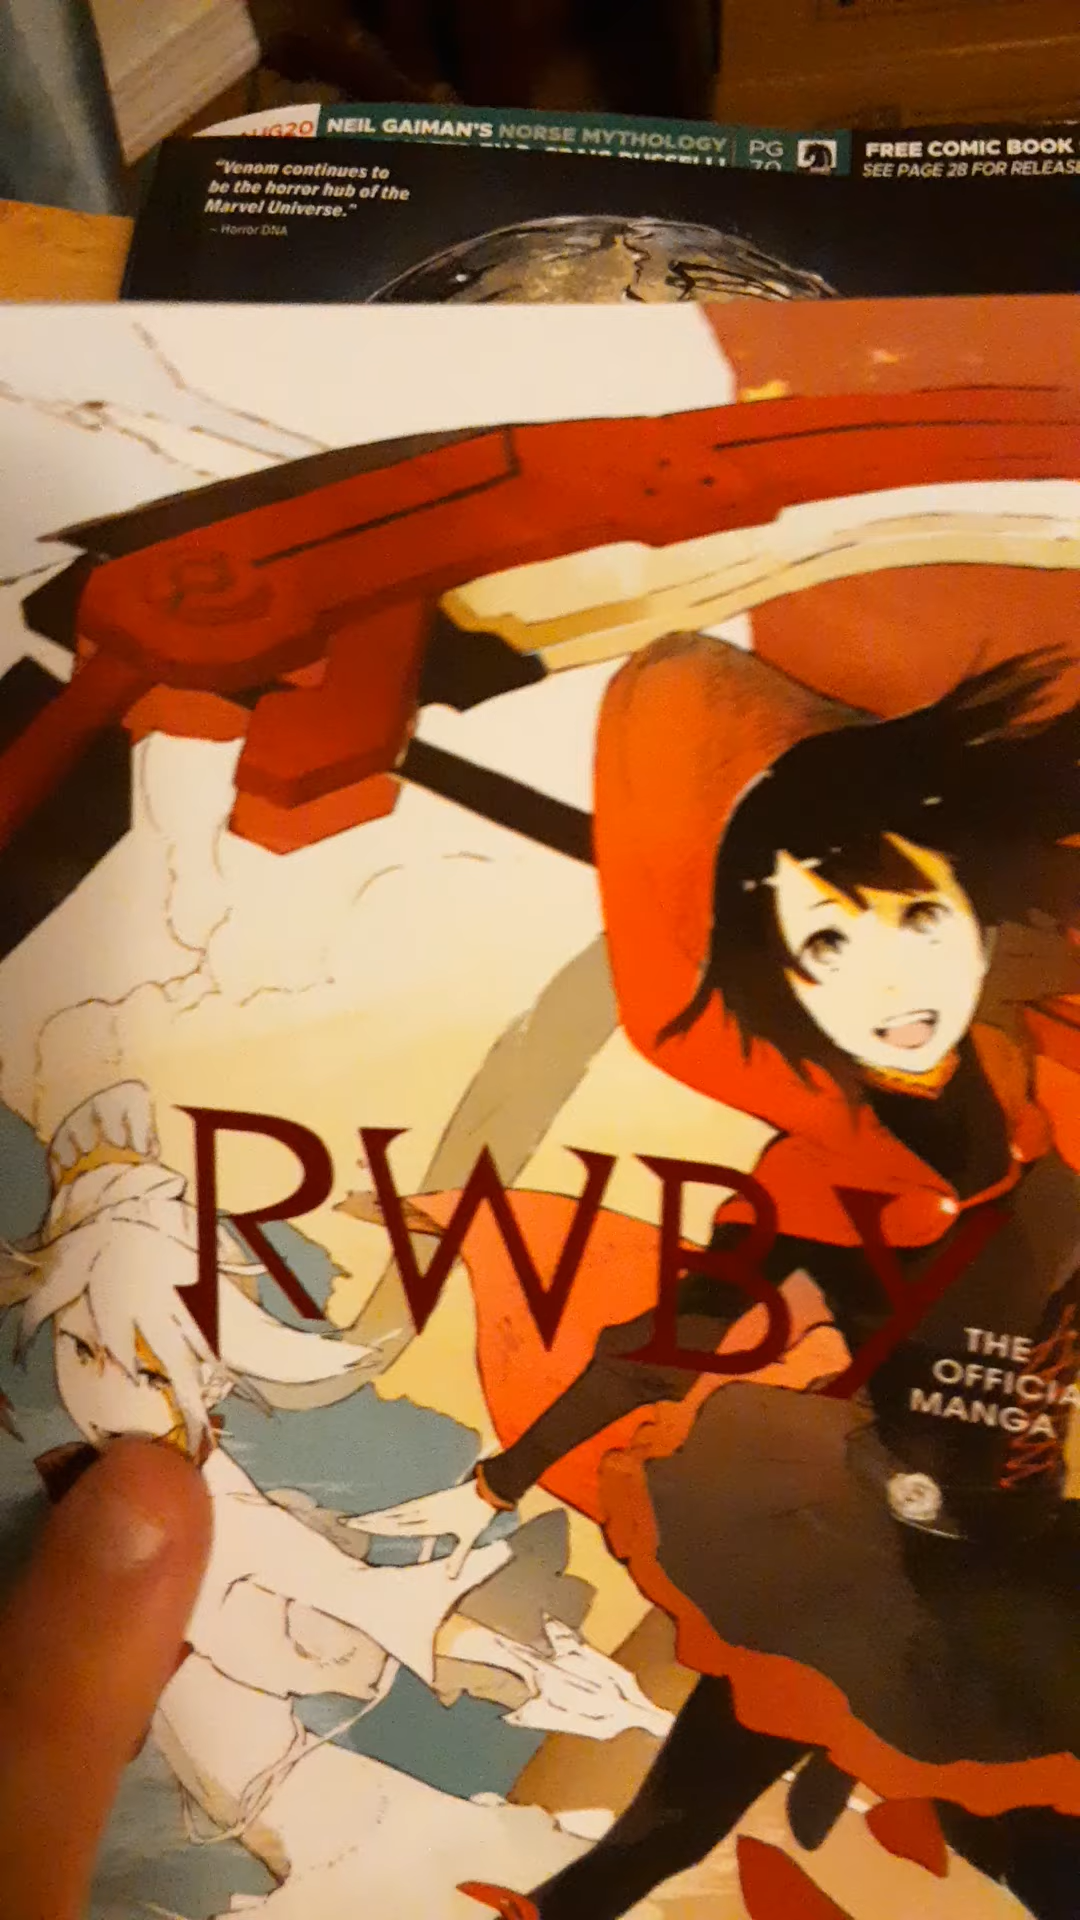 NEIL GAIMAN'S NORSE MYTHOLOGY
PG
FREE COMIC BOOK
SEE PAGE 28 FOR
"Venom continues to
be the horror hub of the
Marvel Universe."
- Horror DNA
RWBY
THE
OFFICIA
MANGA